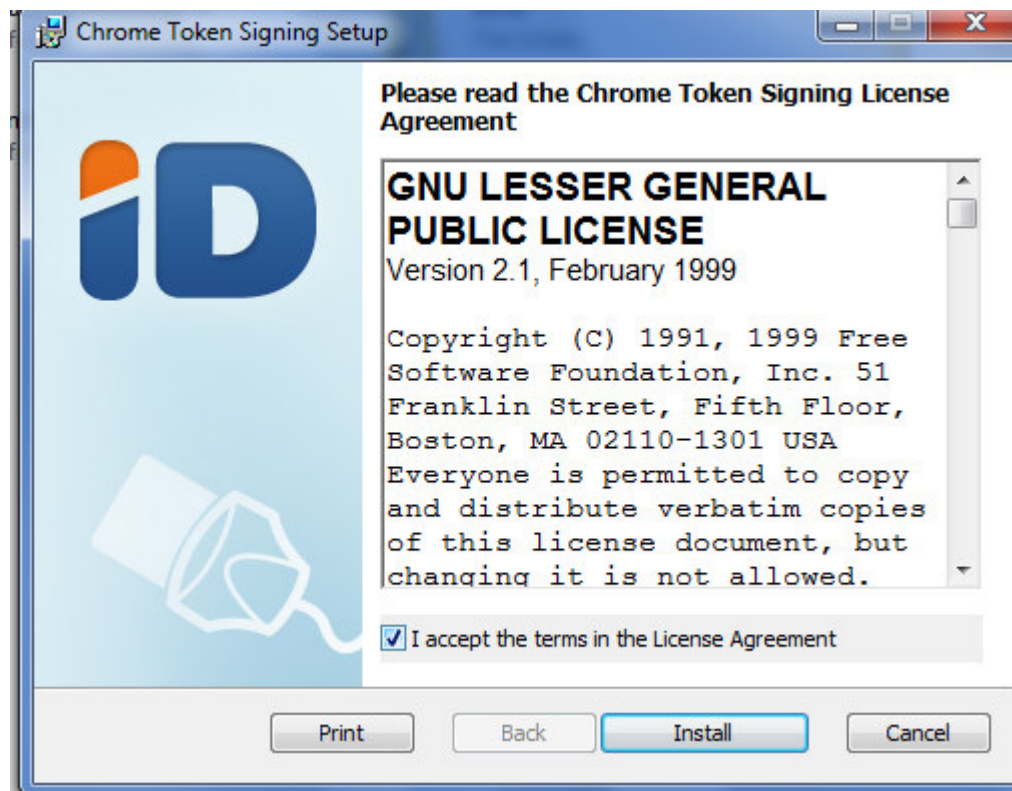 Chrome Token Signing Setup
Please read the Chrome Token Signing License
Agreement
iD
GNU LESSER GENERAL
PUBLIC LICENSE
Version 2.1, February 1999
Copyright (C) 1991, 1999 Free
Software Foundation, Inc. 51
Franklin Street, Fifth Floor,
Boston, MA 02110-1301 USA
Everyone is permitted to copy
and distribute verbatim copies
of this license document, but
changing it is not allowed.
I accept the terms in the License Agreement
Print Back Install Cancel